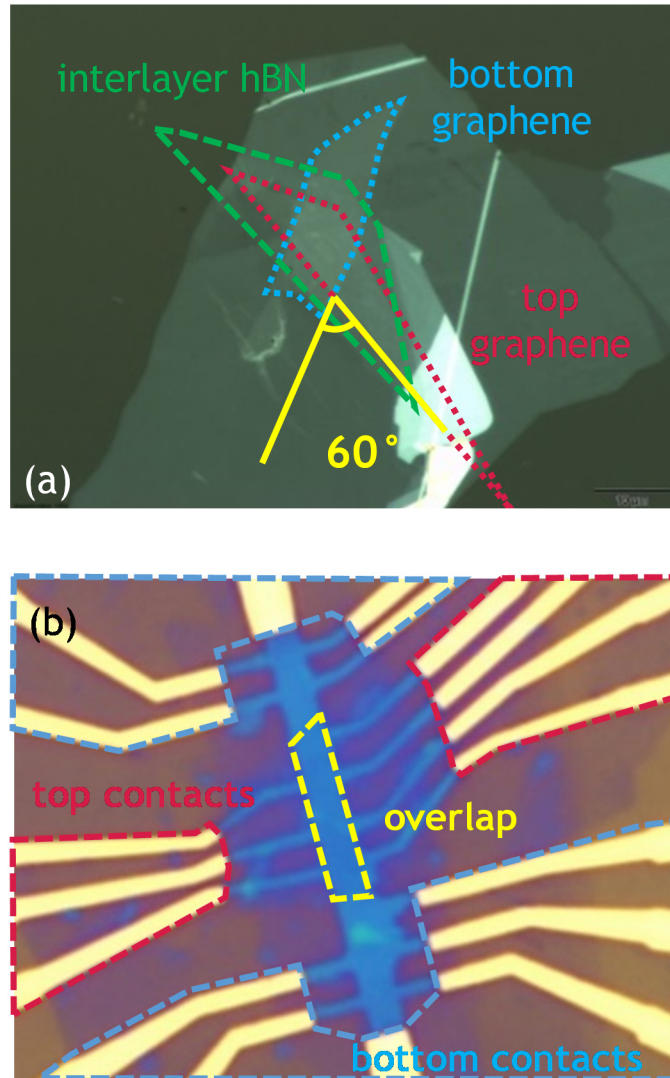 interlayer hBN
bottom
graphene
top
graphene
60°
(a)
(b)
top contacts
overlap
bottom contacts